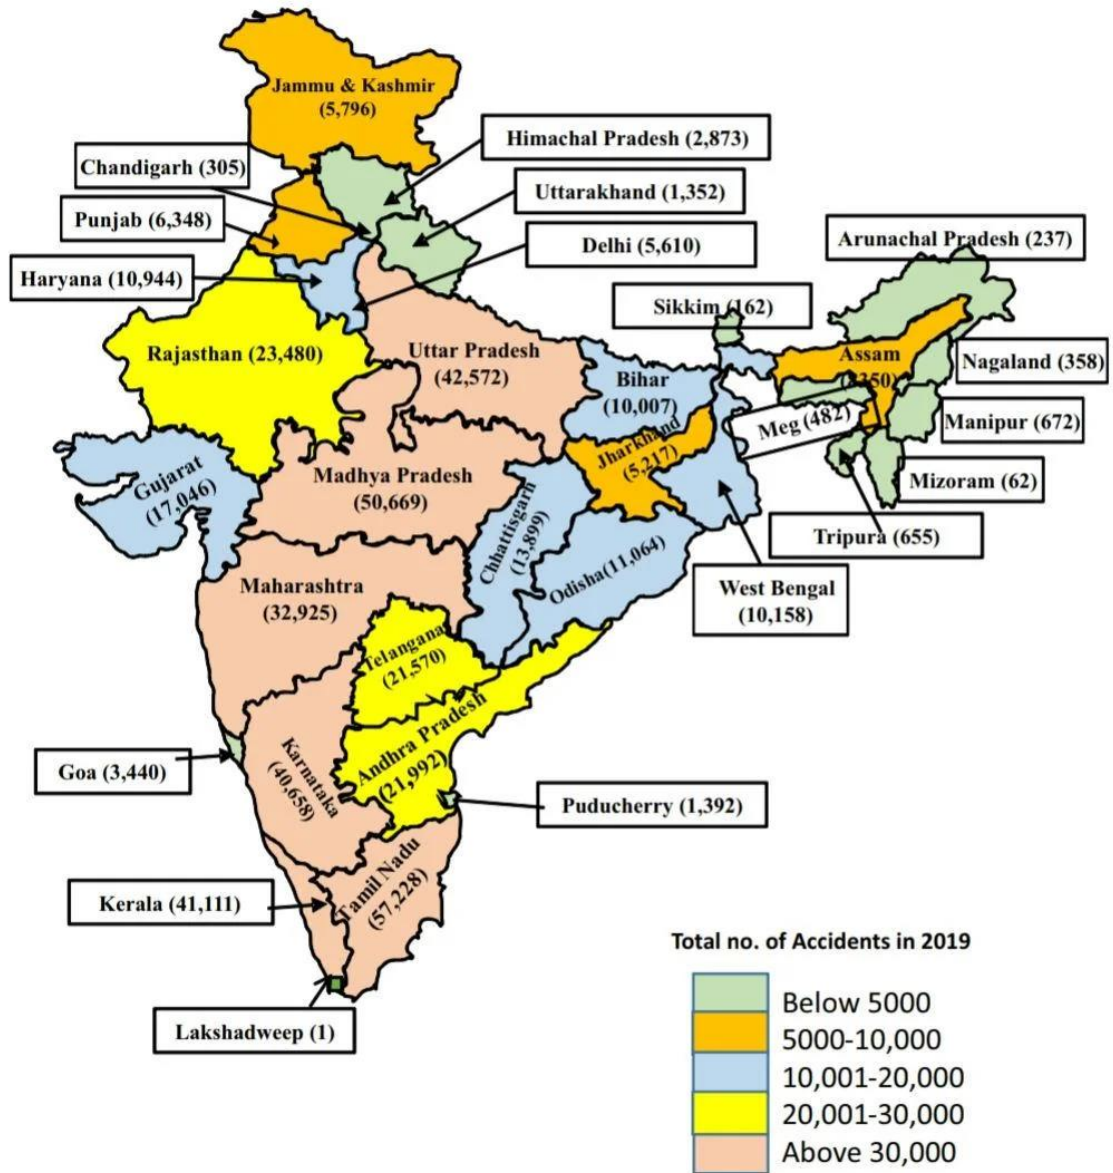 Jammu & Kashmir
(5,796)
Himachal Pradesh (2,873)
Chandigarh (305)
Uttarakhand (1,352)
Punjab (6,348)
Delhi (5,610)
Arunachal Pradesh (237)
Haryana (10,944)
Sikkim (162)
Rajasthan (23,480)
Uttar Pradesh
(42,572)
Assam
(8350)
Nagaland (358)
Bihar
(10,007)
Meg (482)
Manipur (672)
Jharkhand
(5,217)
Gujarat
(17,046)
Madhya Pradesh
(50,669)
Mizoram (62)
Chhattisgarh
(13,899)
Tripura (655)
Odisha(11,064)
West Bengal
(10,158)
Maharashtra
(32,925)
Telangana
(21,570)
Andhra Pradesh
(21,992)
Karnataka
(40,658)
Goa (3,440)
Puducherry (1,392)
Kerala (41,111)
Tamil Nadu
(57,228)
Lakshadweep (1)
Total no. of Accidents in 2019
Below 5000
5000-10,000
10,001-20,000
20,001-30,000
Above 30,000